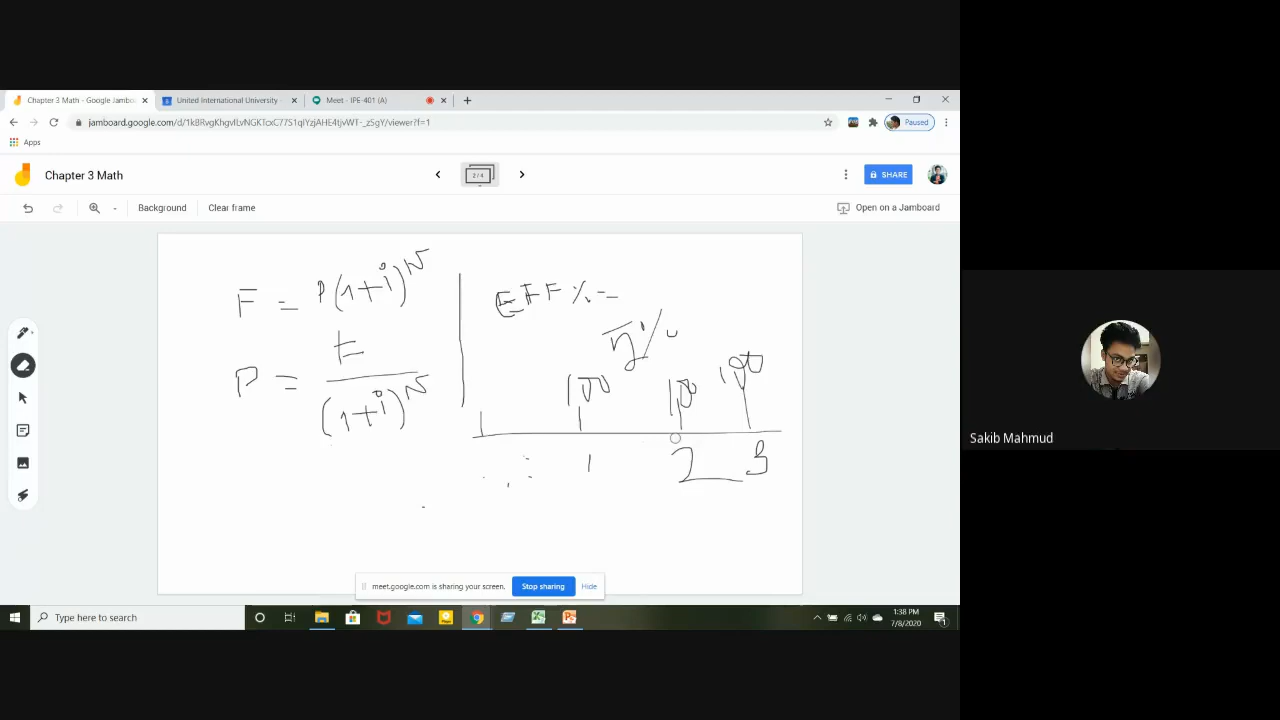 Chapter 3 Math - Google Jambo
United International University -
Meet - IPE-401 (A)
jamboard.google.com/d/1kBRvgKhgvlLvNGKTcxC77S1qiYzjAHE4tjvWT-_zSgY/viewer?f=1
Paused
Apps
Chapter 3 Math
2/4
SHARE
Background
Clear frame
Open on a Jamboard
F = P(1+i)^N
EFF % =
η%
P = F/(1+i)^N
100 100 100
1 2 3
Sakib Mahmud
meet.google.com is sharing your screen.
Stop sharing
Hide
Type here to search
1:38 PM
7/8/2020